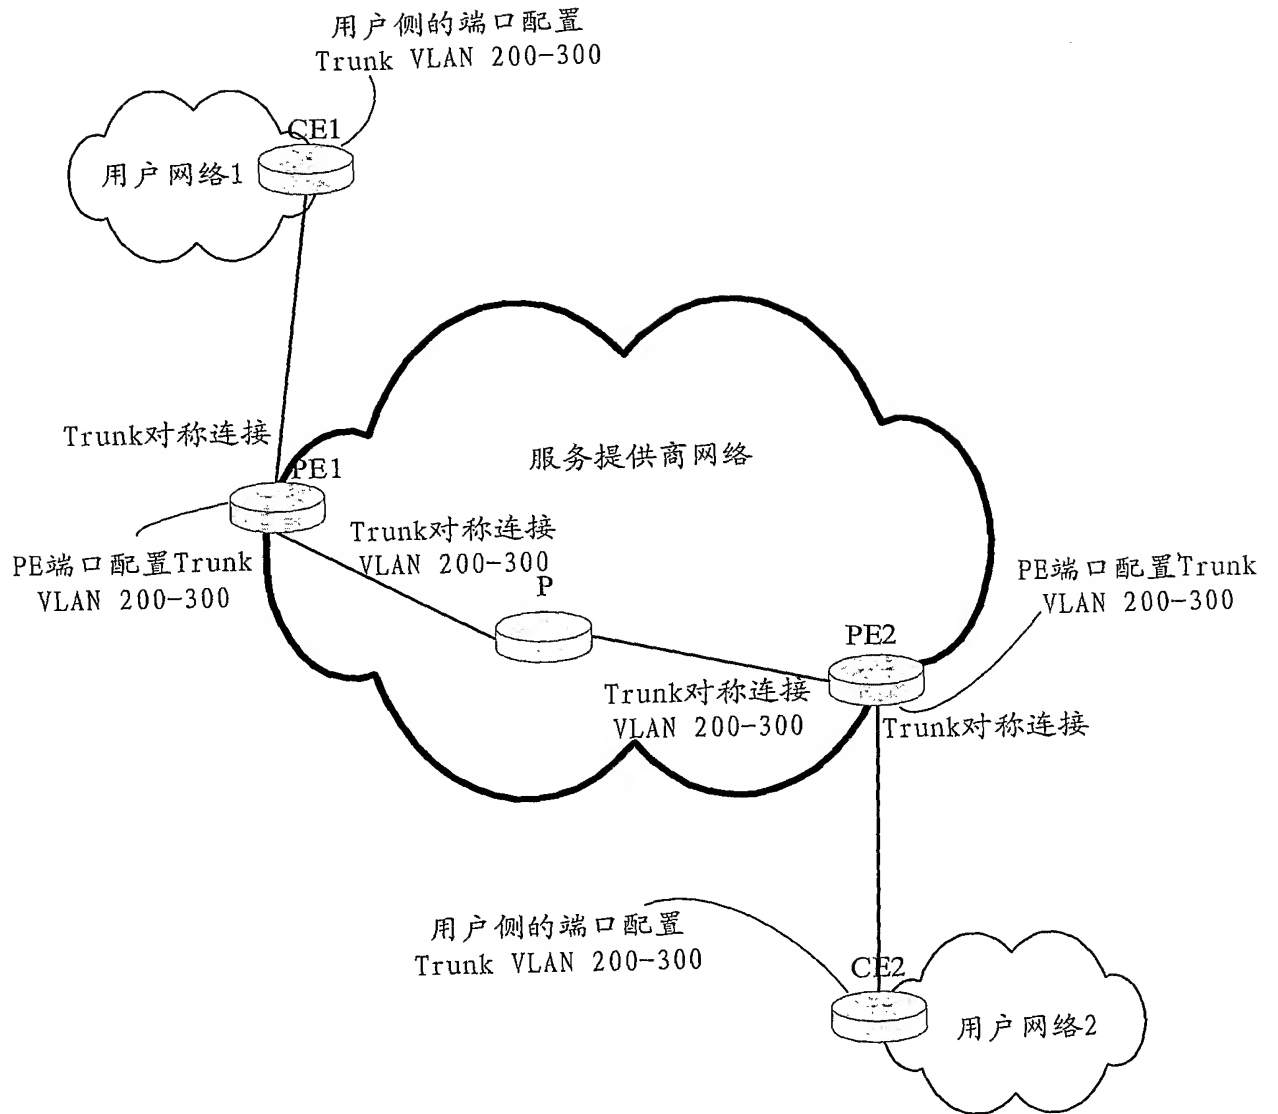 用户侧的端口配置
Trunk VLAN 200-300
CE1
用户网络1
Trunk对称连接
服务提供商网络
PE1
Trunk对称连接
VLAN 200-300
PE端口配置Trunk
VLAN 200-300
P
PE端口配置Trunk
VLAN 200-300
PE2
Trunk对称连接
VLAN 200-300
Trunk对称连接
用户侧的端口配置
Trunk VLAN 200-300
CE2
用户网络2